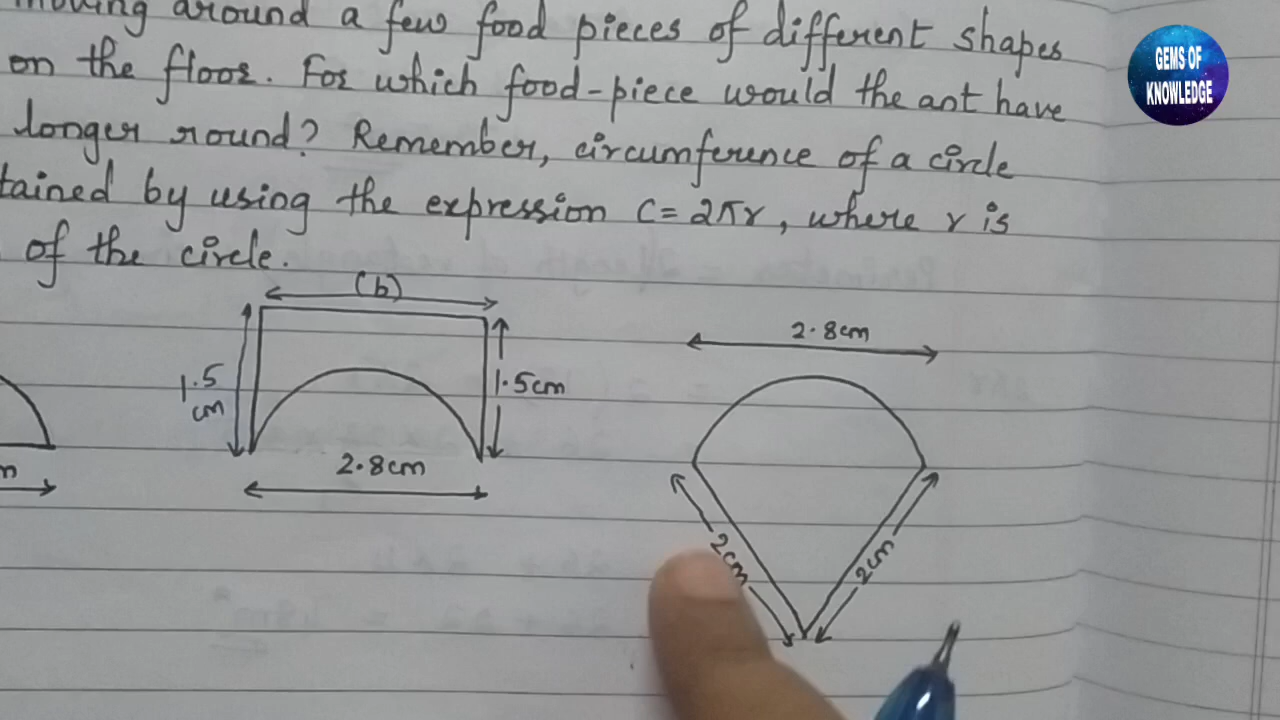 moving around a few food pieces of different shapes
on the floor. For which food-piece would the ant have
longer round? Remember, circumference of a circle
tained by using the expression C = 2πr, where r is
of the circle.
(b)
2.8cm
1.5
cm
1.5cm
2.8cm
2cm
2cm
GEMS OF
KNOWLEDGE